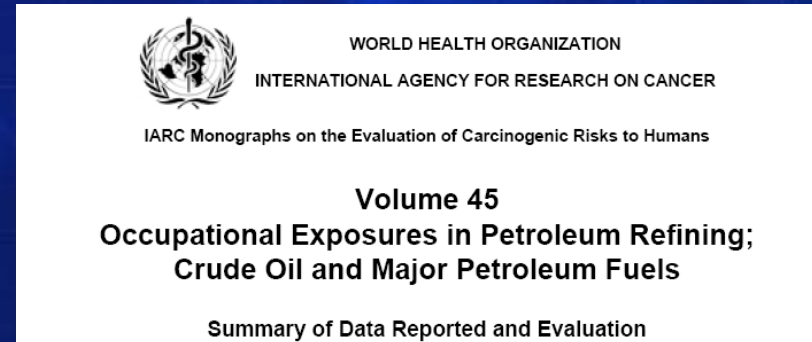 WORLD HEALTH ORGANIZATION
INTERNATIONAL AGENCY FOR RESEARCH ON CANCER
IARC Monographs on the Evaluation of Carcinogenic Risks to Humans
Volume 45
Occupational Exposures in Petroleum Refining;
Crude Oil and Major Petroleum Fuels
Summary of Data Reported and Evaluation